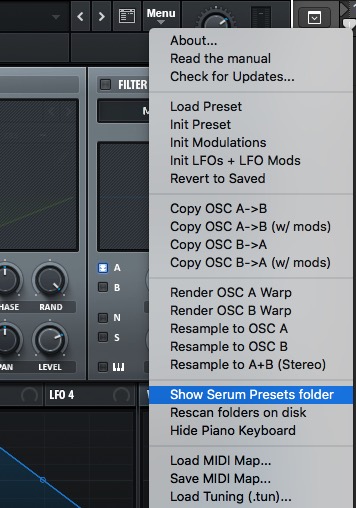 Menu
About...
Read the manual
Check for Updates...
FILTER
M
Load Preset
Init Preset
Init Modulations
Init LFOs + LFO Mods
Revert to Saved
Copy OSC A->B
Copy OSC A->B (w/ mods)
Copy OSC B->A
Copy OSC B->A (w/ mods)
A
B
N
S
HASE
RAND
PAN
LEVEL
Render OSC A Warp
Render OSC B Warp
Resample to OSC A
Resample to OSC B
Resample to A+B (Stereo)
Show Serum Presets folder
Rescan folders on disk
Hide Piano Keyboard
LFO 4
Load MIDI Map...
Save MIDI Map...
Load Tuning (.tun)...